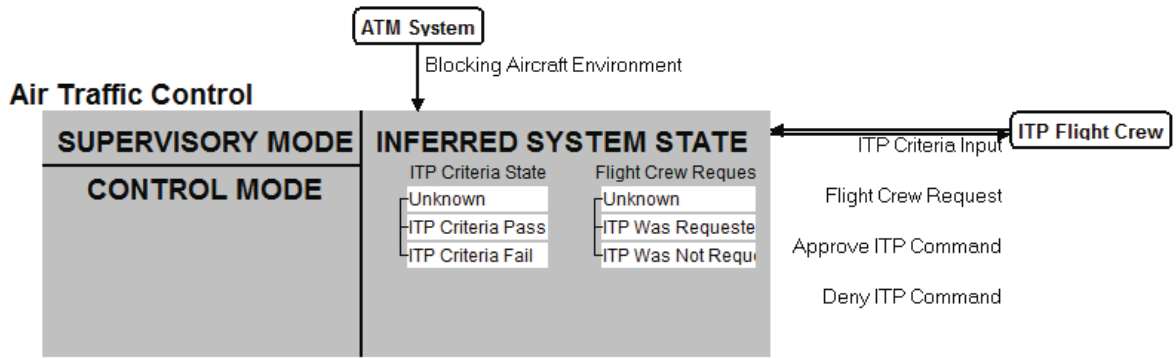 ATM System
Blocking Aircraft Environment
Air Traffic Control
SUPERVISORY MODE
CONTROL MODE
INFERRED SYSTEM STATE
ITP Criteria State
Unknown
ITP Criteria Pass
ITP Criteria Fail
Flight Crew Reques
Unknown
ITP Was Requeste
ITP Was Not Requ
ITP Flight Crew
ITP Criteria Input
Flight Crew Request
Approve ITP Command
Deny ITP Command